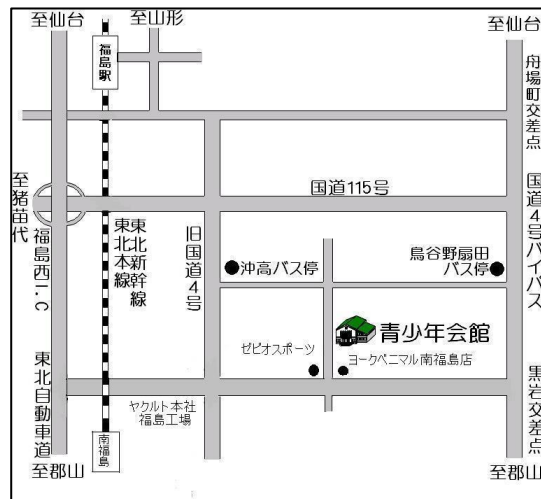 至仙台
至山形
至仙台
福島駅
舟場町交差点
国道115号
至猪苗代
福島西I.C
東北新幹線
東北本線
旧国道4号
国道4号バイパス
沖高バス停
鳥谷野扇田
バス停
青少年会館
ゼビオスポーツ
ヨークベニマル南福島店
東北自動車道
ヤクルト本社
福島工場
黒岩交差点
南福島
至郡山
至郡山